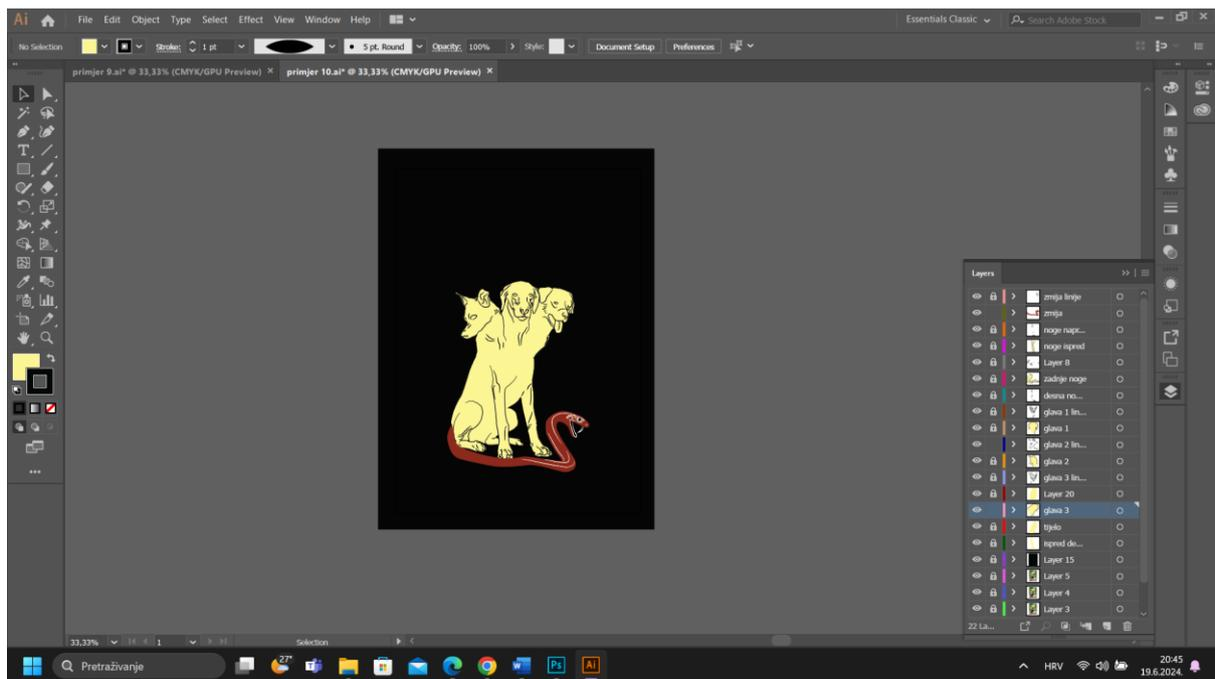 Ai File Edit Object Type Select Effect View Window Help Essentials Classic Search Adobe Stock
No Selection Stroke: 1 pt 5 pt. Round Opacity: 100% Style: Document Setup Preferences
primjer 9.ai* @ 33,33% (CMYK/GPU Preview) × primjer 10.ai* @ 33,33% (CMYK/GPU Preview) ×
Layers
zmija linije
zmija
noge napr...
noge ispred
Layer 8
zadnje noge
desna no...
glava 1 lin...
glava 1
glava 2 lin...
glava 2
glava 3 lin...
Layer 20
glava 3
tijelo
ispred de...
Layer 15
Layer 5
Layer 4
Layer 3
22 La...
33,33% 1 Selection
Pretraživanje 27° Ps Ai HRV 20:45
19.6.2024.